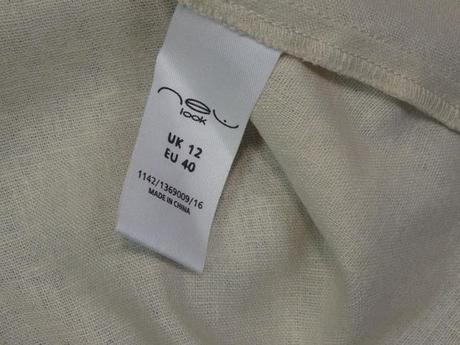 new
look
UK 12
EU 40
1142/1369009/16
MADE IN CHINA